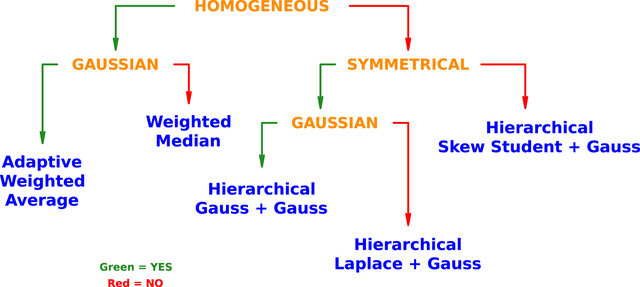 HOMOGENEOUS
GAUSSIAN
SYMMETRICAL
Weighted
Median
GAUSSIAN
Hierarchical
Skew Student + Gauss
Adaptive
Weighted
Average
Hierarchical
Gauss + Gauss
Hierarchical
Laplace + Gauss
Green = YES
Red = NO